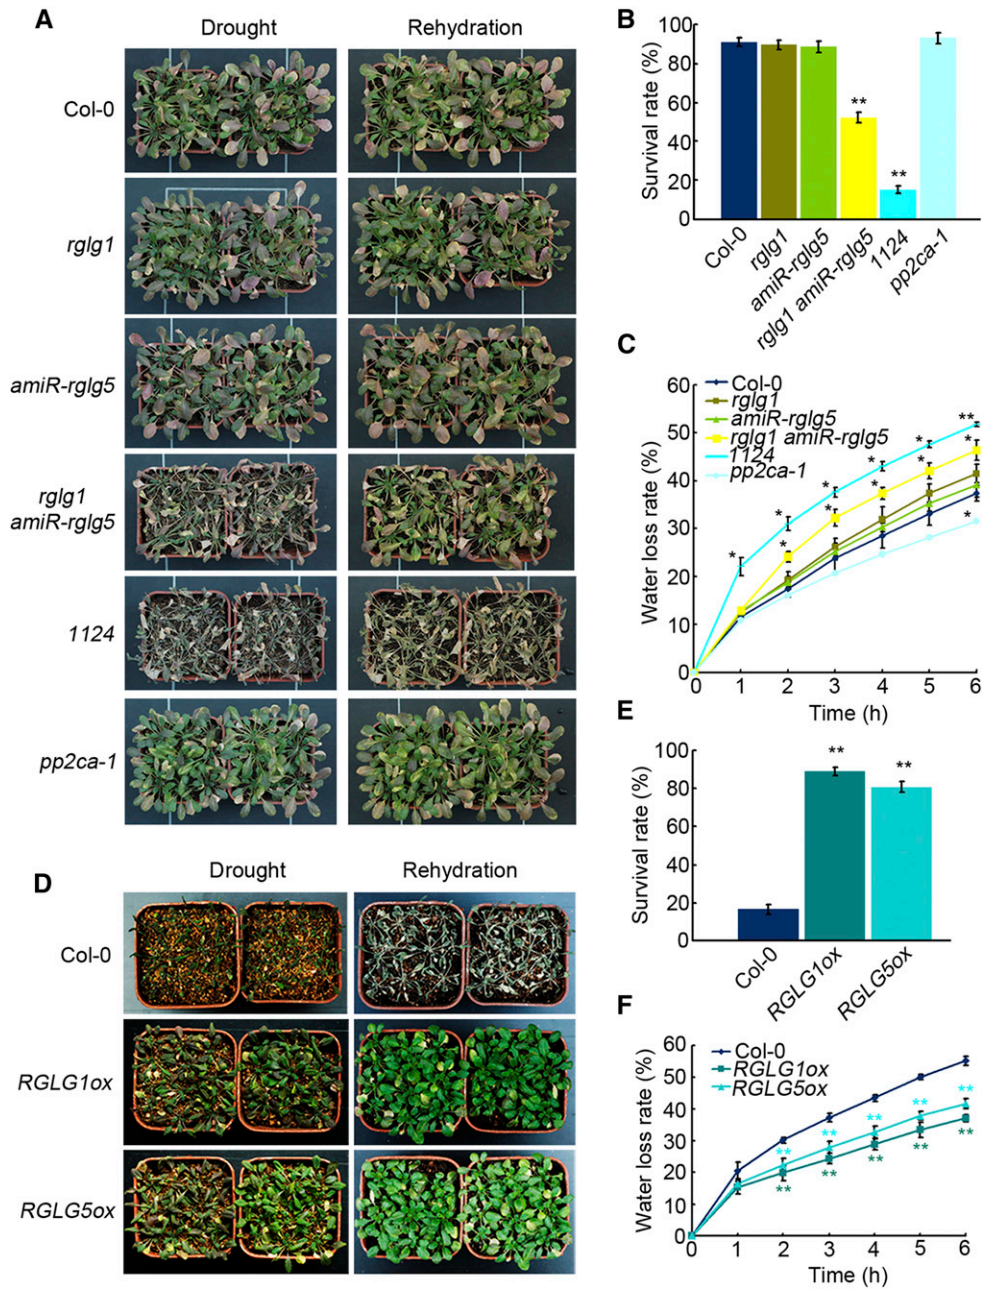 A
Drought
Rehydration
Col-0
rglg1
amiR-rglg5
rglg1
amiR-rglg5
1124
pp2ca-1
B
Survival rate (%)
100
80
60
40
20
0
**
**
Col-0
rglg1
amiR-rglg5
rglg1 amiR-rglg5
1124
pp2ca-1
C
Water loss rate (%)
60
50
40
30
20
10
0
Col-0
rglg1
amiR-rglg5
rglg1 amiR-rglg5
1124
pp2ca-1
* * * * * **
* * * * *
*
0 1 2 3 4 5 6
Time (h)
D
Drought
Rehydration
Col-0
RGLG1ox
RGLG5ox
E
Survival rate (%)
100
80
60
40
20
0
**
**
Col-0
RGLG1ox
RGLG5ox
F
Water loss rate (%)
60
50
40
30
20
10
0
Col-0
RGLG1ox
RGLG5ox
** ** ** ** **
** ** ** ** **
0 1 2 3 4 5 6
Time (h)